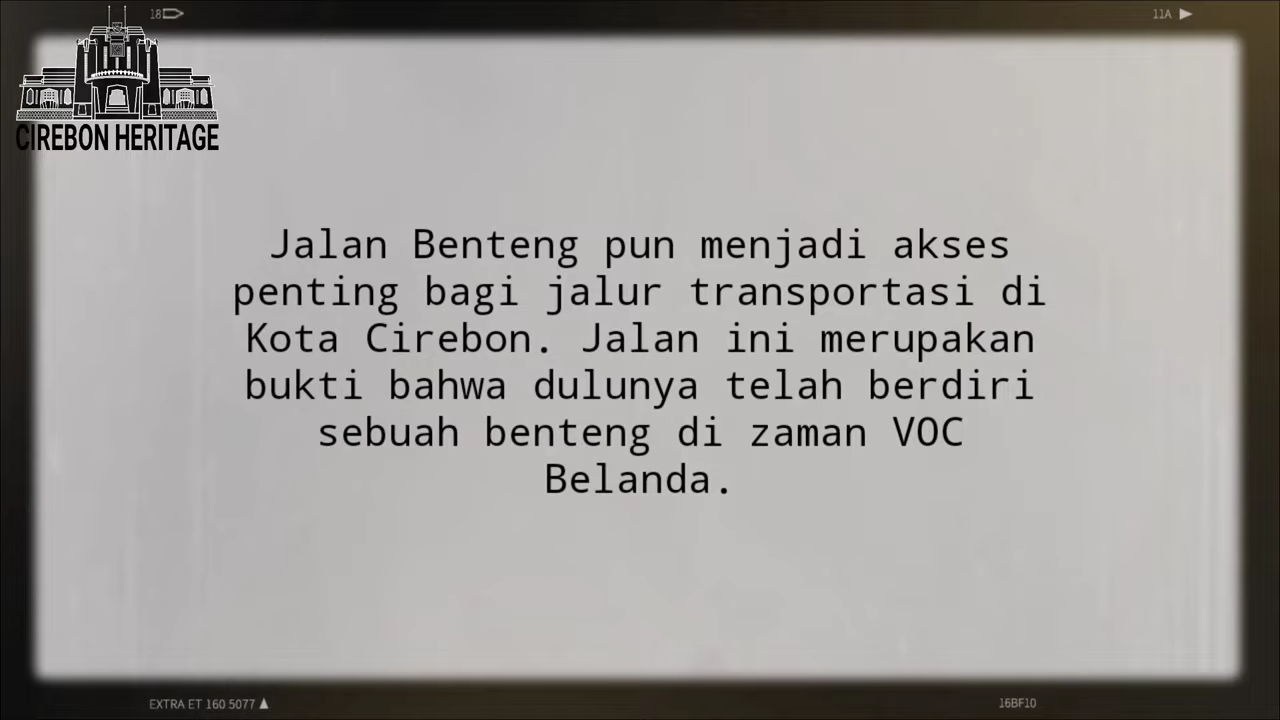 18
11A
CIREBON HERITAGE
Jalan Benteng pun menjadi akses
penting bagi jalur transportasi di
Kota Cirebon. Jalan ini merupakan
bukti bahwa dulunya telah berdiri
sebuah benteng di zaman VOC
Belanda.
EXTRA ET 160 5077
16BF10